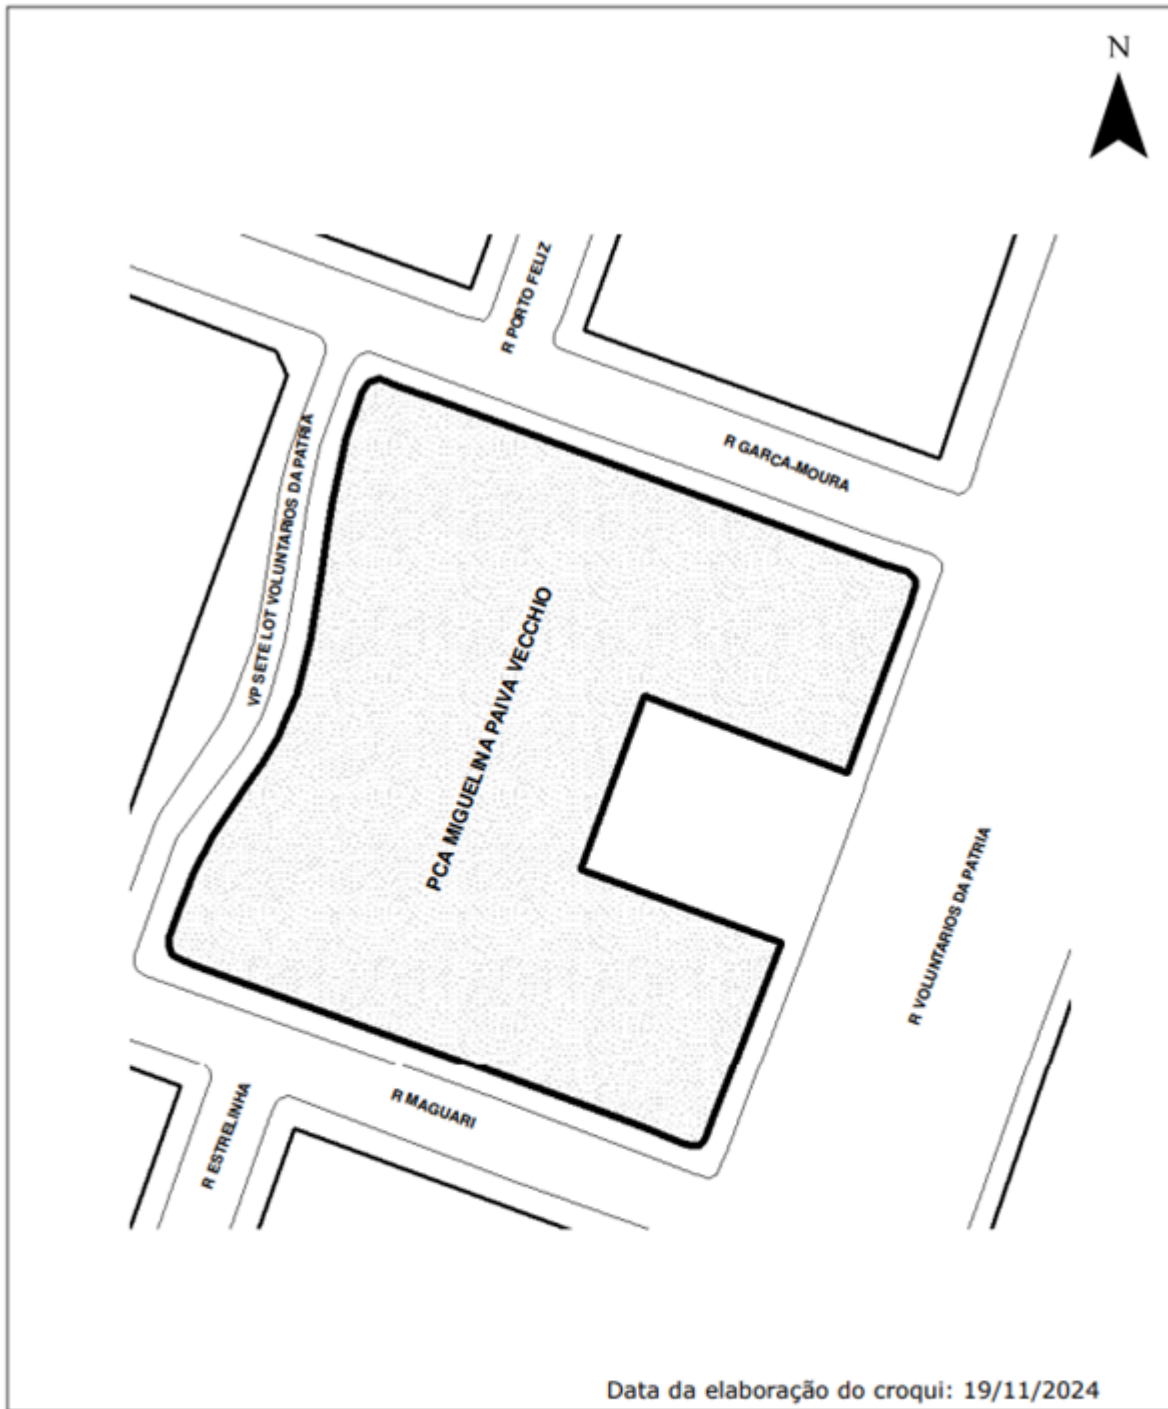 N
R PORTO FELIZ
R GARCA-MOURA
VP SETE LOT VOLUNTARIOS DA PATRIA
PCA MIGUELINA PAIVA VECCHIO
R VOLUNTARIOS DA PATRIA
R MAGUARI
R ESTRELINHA
Data da elaboração do croqui: 19/11/2024